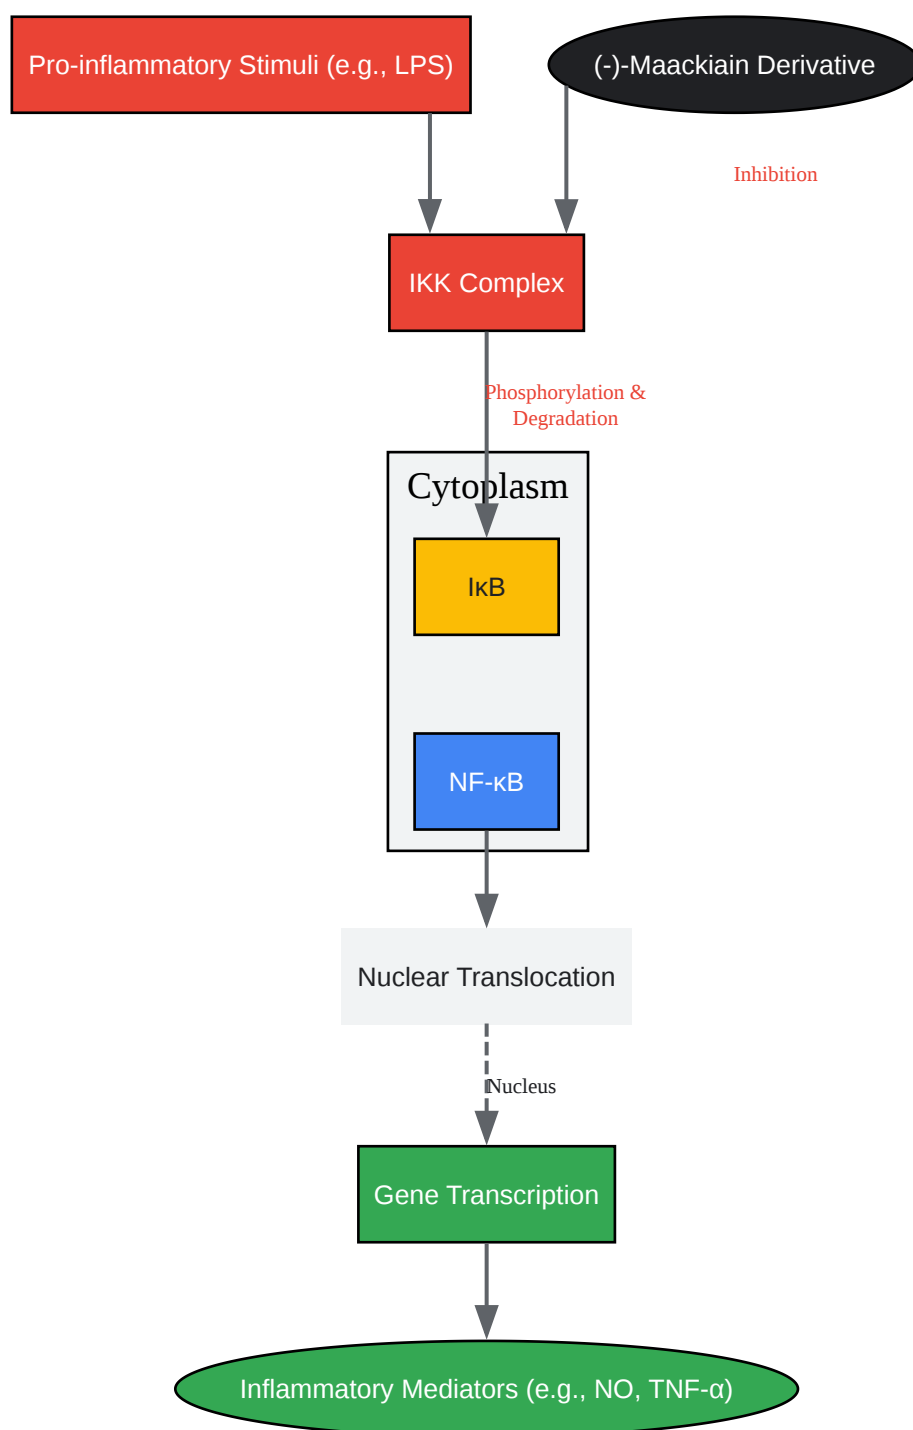 Pro-inflammatory Stimuli (e.g., LPS)
(-)-Maackiain Derivative
Inhibition
IKK Complex
Phosphorylation &
Degradation
Cytoplasm
IκB
NF-κB
Nuclear Translocation
Nucleus
Gene Transcription
Inflammatory Mediators (e.g., NO, TNF-α)